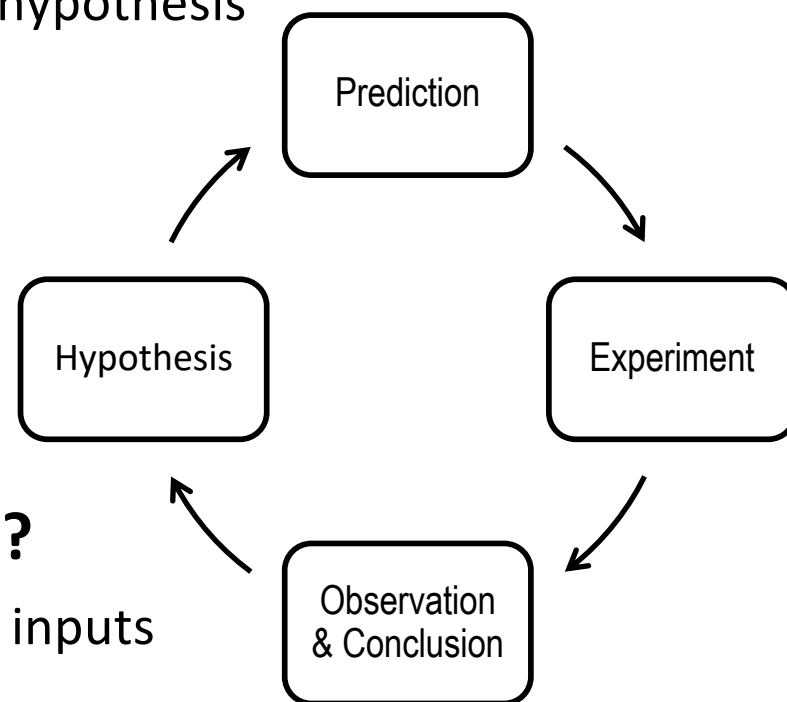 hypothesis
Prediction
Hypothesis
Experiment
?
inputs
Observation
& Conclusion